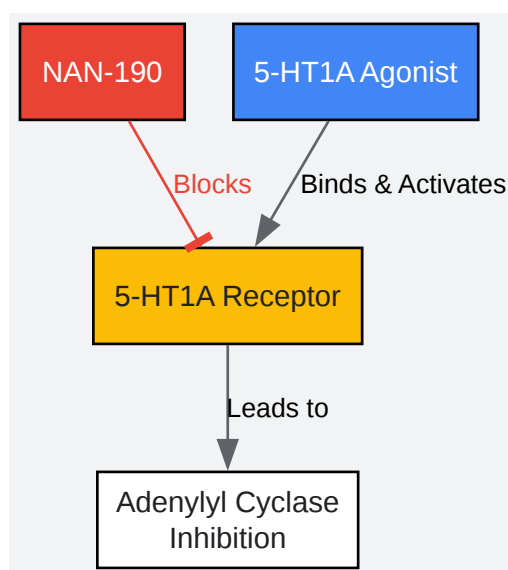 NAN-190
5-HT1A Agonist
Blocks
Binds & Activates
5-HT1A Receptor
Leads to
Adenylyl Cyclase
Inhibition